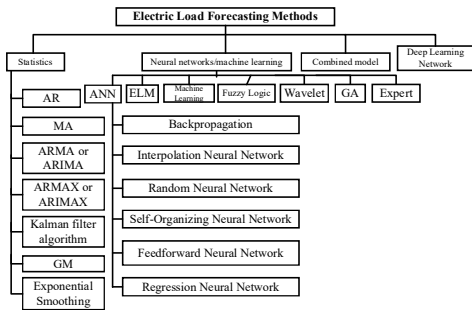 Electric Load Forecasting Methods
Statistics
Neural networks/machine learning
Combined model
Deep Learning
Network
AR
MA
ARMA or
ARIMA
ARMAX or
ARIMAX
Kalman filter
algorithm
GM
Exponential
Smoothing
ANN
ELM
Machine
Learning
Fuzzy Logic
Wavelet
GA
Expert
Backpropagation
Interpolation Neural Network
Random Neural Network
Self-Organizing Neural Network
Feedforward Neural Network
Regression Neural Network